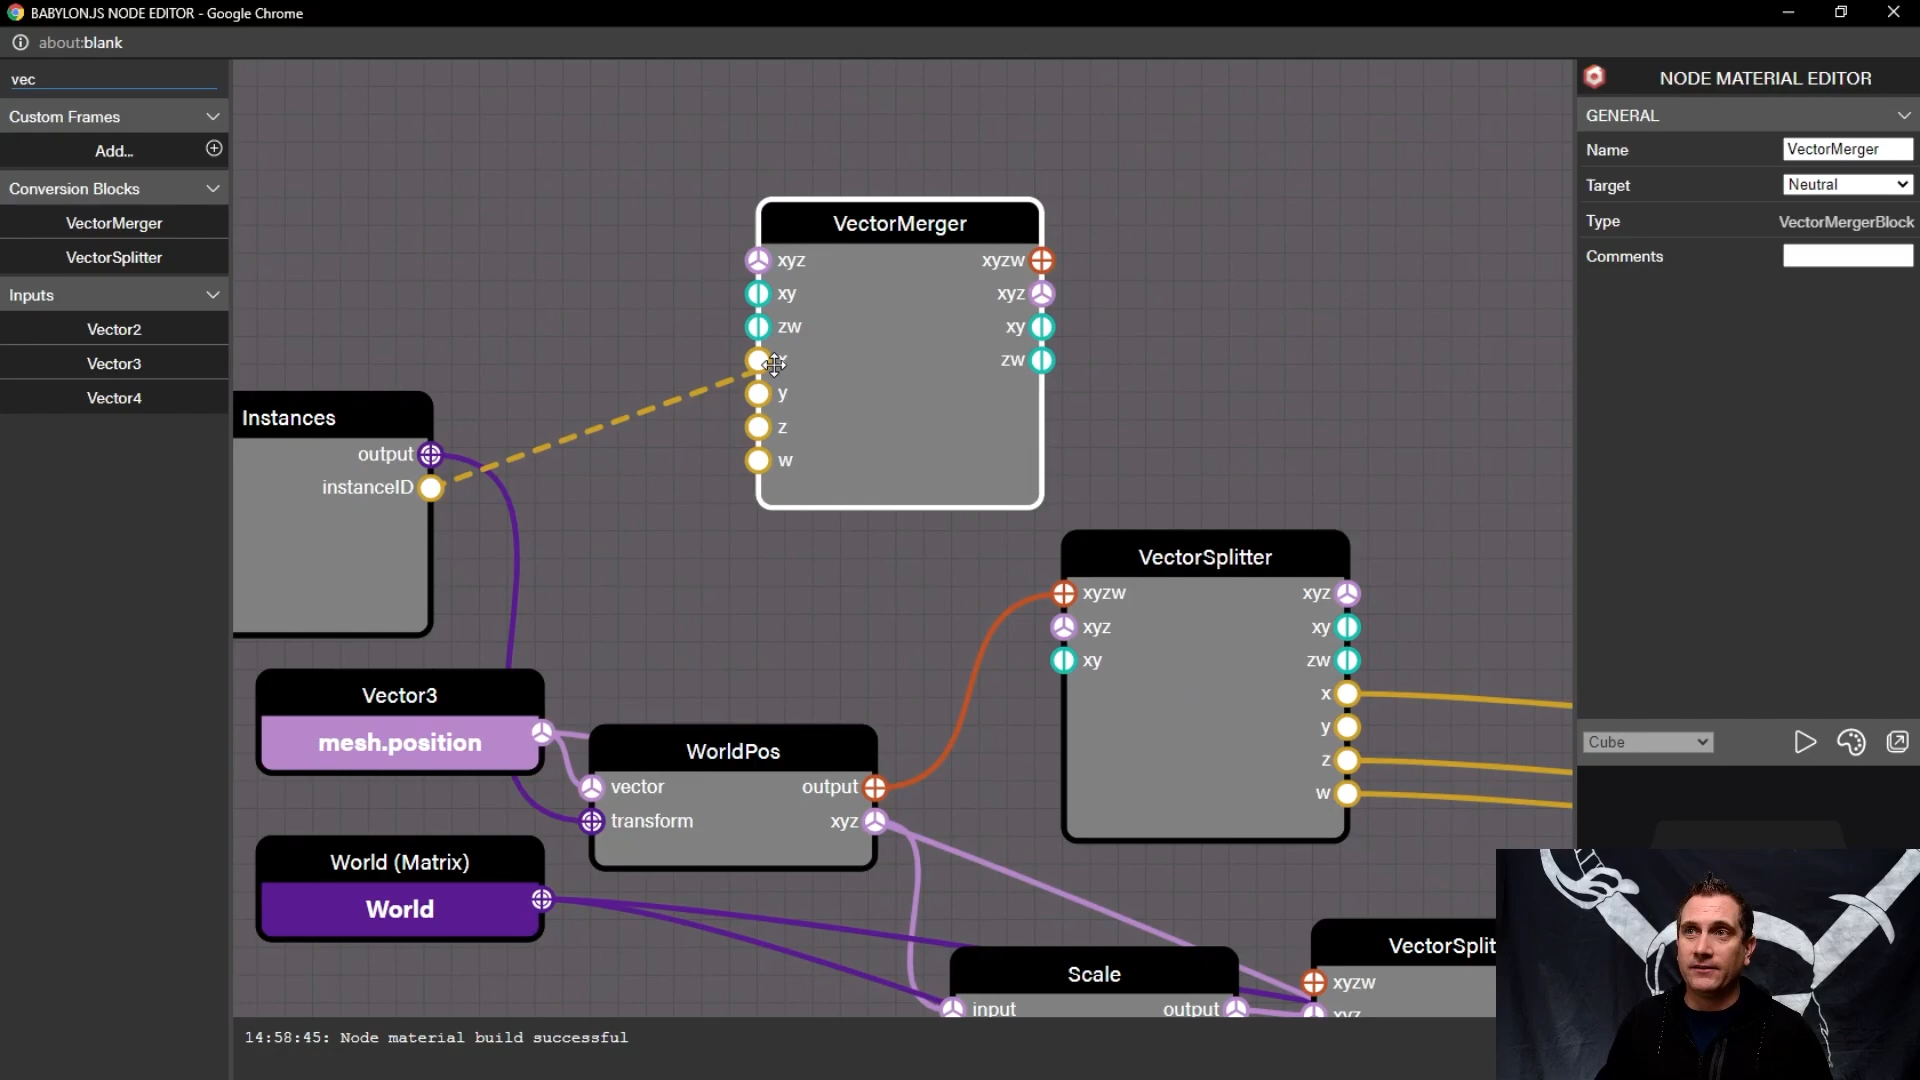 BABYLON.JS NODE EDITOR - Google Chrome
about:blank
vec
Custom Frames
Add...
Conversion Blocks
VectorMerger
VectorSplitter
Inputs
Vector2
Vector3
Vector4
Instances
output
instanceID
VectorMerger
xyz xyzw
xy xyz
zw xy
zw
y
z
w
VectorSplitter
xyzw xyz
xyz xy
xy zw
x
y
z
w
Vector3
mesh.position
WorldPos
vector output
transform xyz
World (Matrix)
World
Scale
input output
VectorSplit
xyzw
xyz
14:58:45: Node material build successful
NODE MATERIAL EDITOR
GENERAL
Name VectorMerger
Target Neutral
Type VectorMergerBlock
Comments
Cube